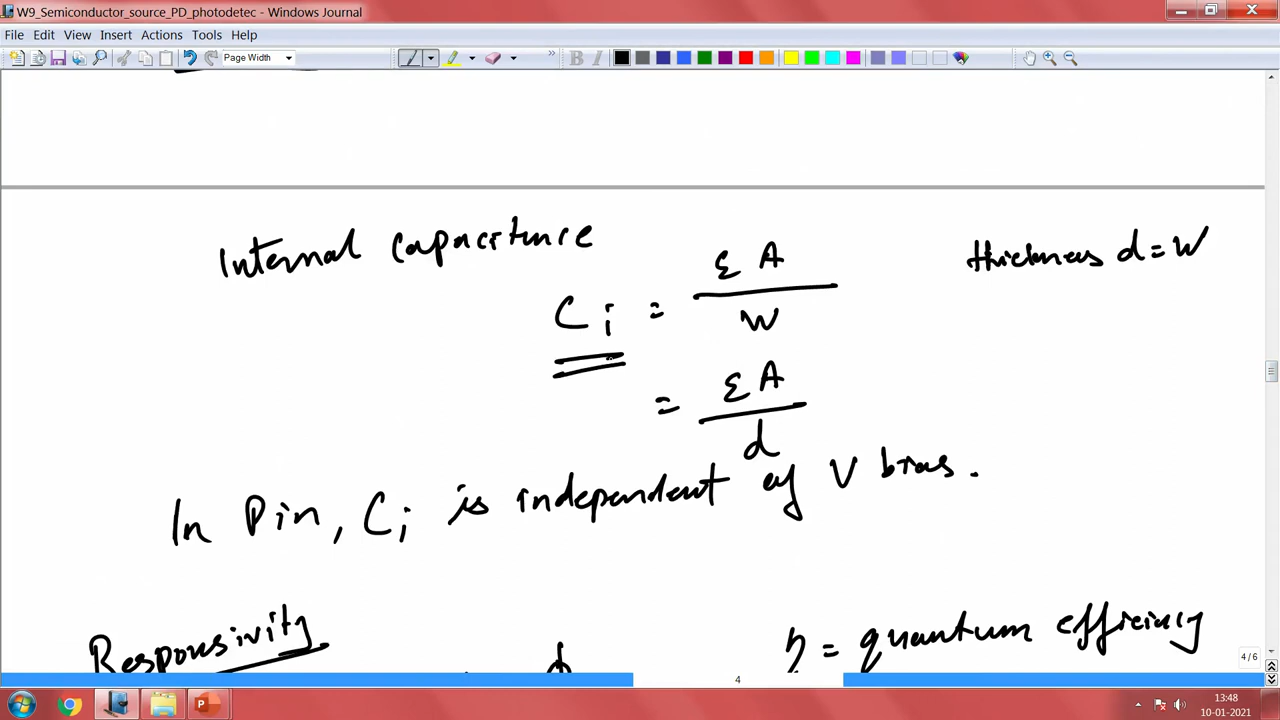 W9_Semiconductor_source_PD_photodetec - Windows Journal
File Edit View Insert Actions Tools Help
Page Width
B I
Internal capacitance
thickness d = W
Ci = εA / W
= εA / d
In Pin, Ci is independent of V bias.
Responsivity
η = quantum efficiency
4/6
4
13:48
10-01-2021